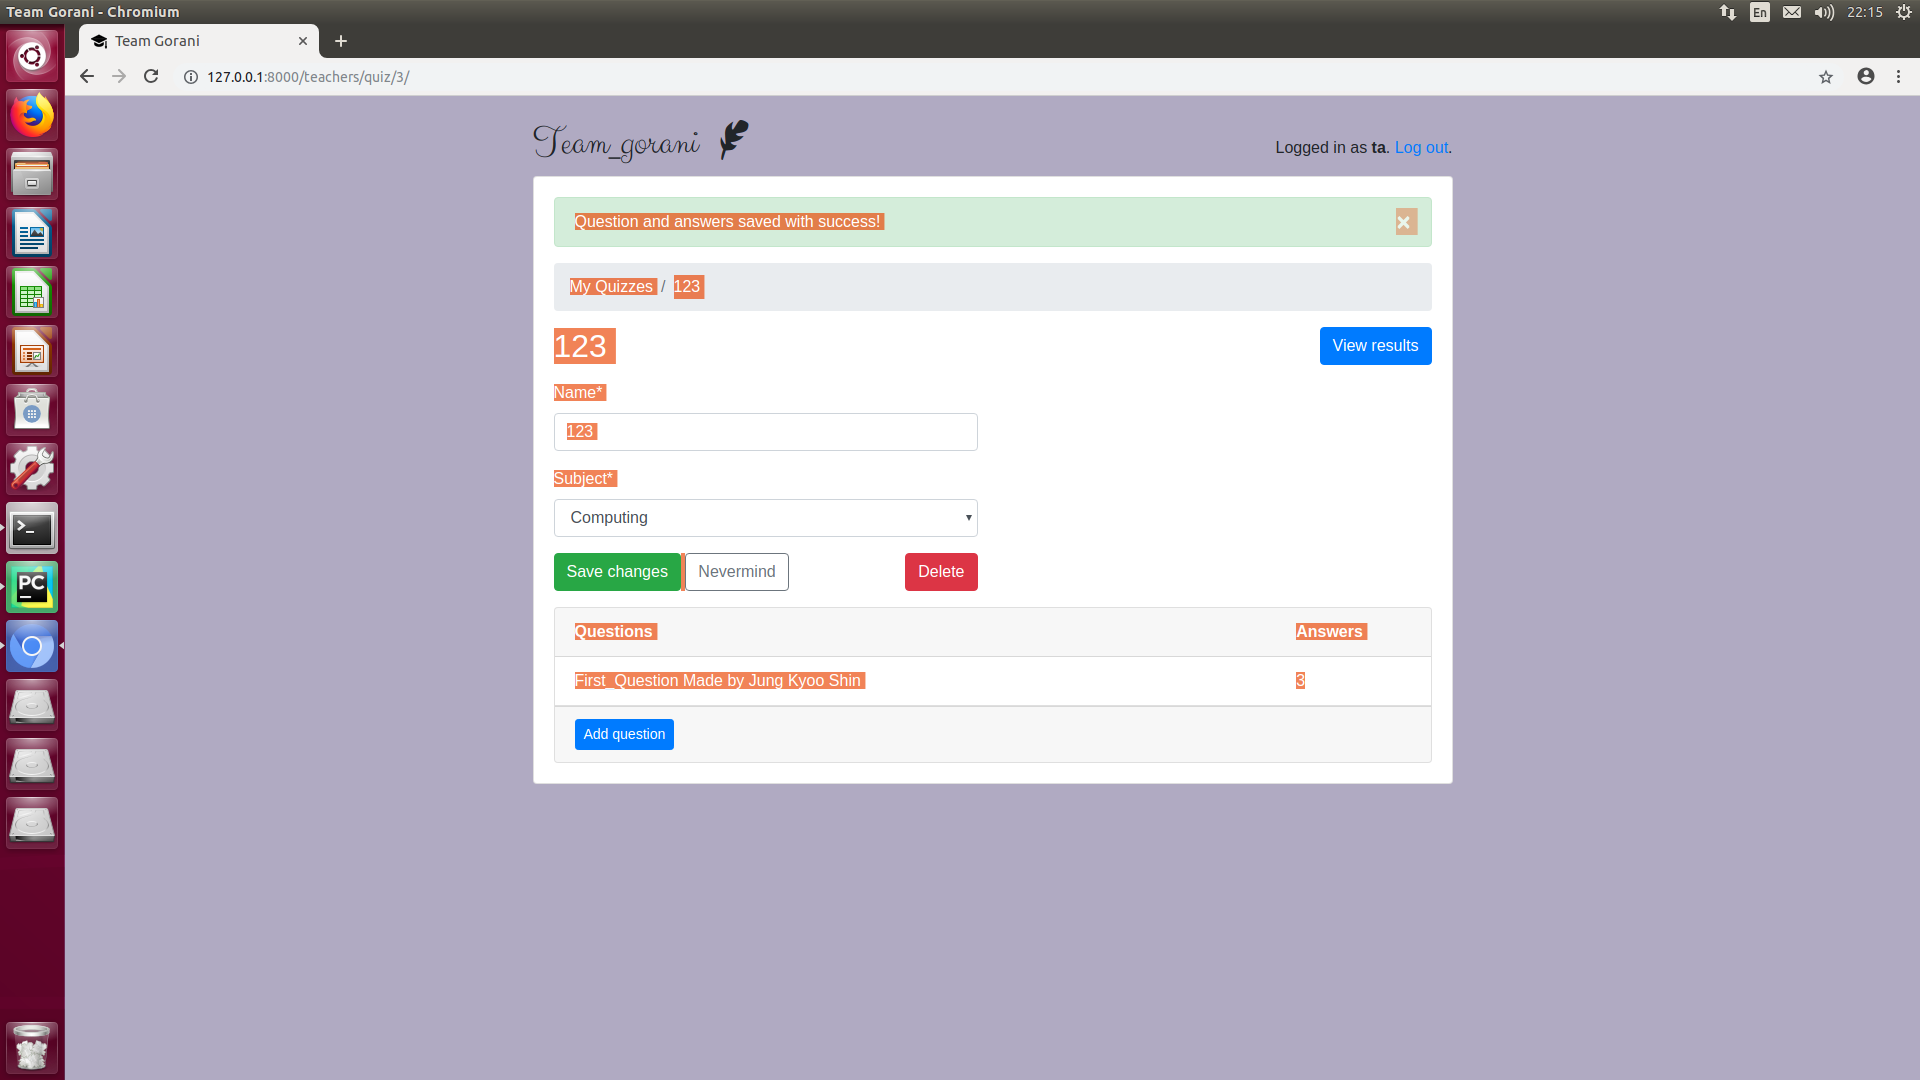 Team Gorani - Chromium
En
22:15
Team Gorani
127.0.0.1:8000/teachers/quiz/3/
Team_gorani
Logged in as ta. Log out.
Question and answers saved with success!
×
My Quizzes / 123
123
View results
Name*
123
Subject*
Computing
Save changes
Nevermind
Delete
Questions
Answers
First_Question Made by Jung Kyoo Shin
3
Add question
PC